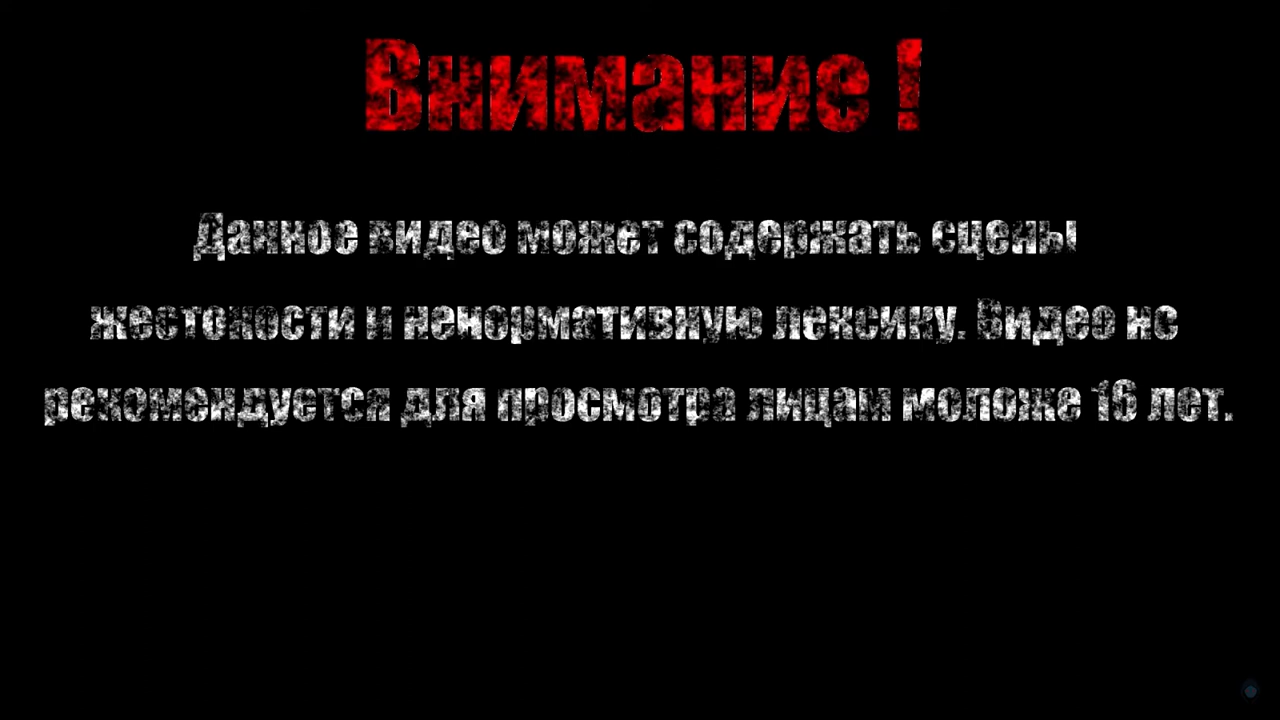 Внимание !
Данное видео может содержать сцены
жестокости и ненормативную лексику. Видео не
рекомендуется для просмотра лицам моложе 16 лет.